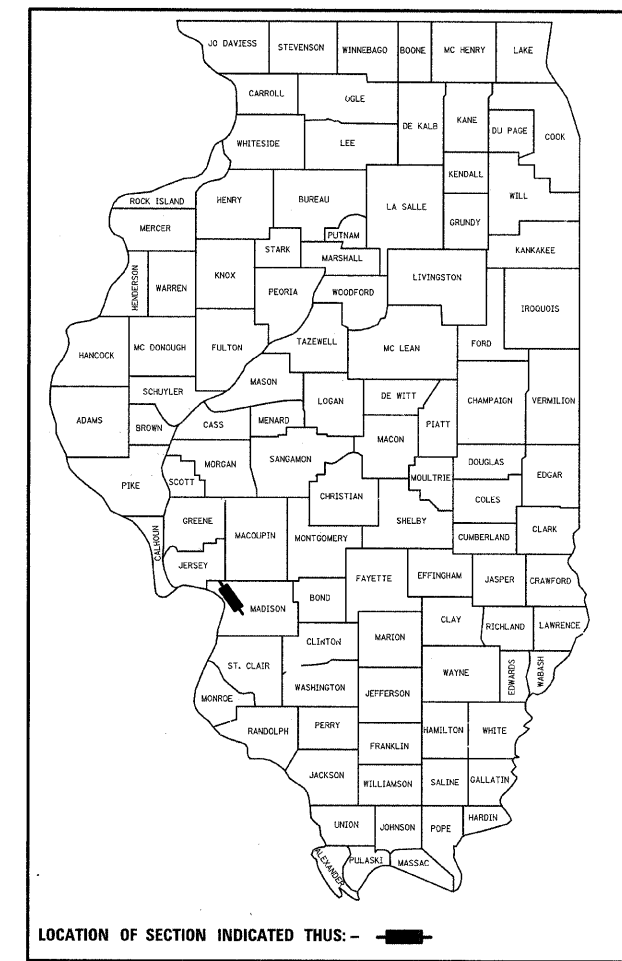 JO DAVIESS STEVENSON WINNEBAGO BOONE MC HENRY LAKE
CARROLL OGLE DE KALB KANE DU PAGE COOK
WHITESIDE LEE
KENDALL WILL
ROCK ISLAND HENRY BUREAU LA SALLE GRUNDY
MERCER PUTNAM
STARK MARSHALL KANKAKEE
HENDERSON WARREN KNOX PEORIA WOODFORD LIVINGSTON IROQUOIS
HANCOCK MC DONOUGH FULTON TAZEWELL MC LEAN FORD
MASON
SCHUYLER LOGAN DE WITT CHAMPAIGN VERMILION
ADAMS BROWN CASS MENARD MACON PIATT
MORGAN SANGAMON DOUGLAS EDGAR
PIKE SCOTT CHRISTIAN MOULTRIE COLES
GREENE MACOUPIN MONTGOMERY SHELBY CUMBERLAND CLARK
CALHOUN JERSEY FAYETTE EFFINGHAM JASPER CRAWFORD
MADISON BOND CLAY RICHLAND LAWRENCE
CLINTON MARION
ST. CLAIR WAYNE EDWARDS WABASH
WASHINGTON JEFFERSON
MONROE RANDOLPH PERRY HAMILTON WHITE
FRANKLIN
JACKSON WILLIAMSON SALINE GALLATIN
UNION JOHNSON POPE HARDIN
ALEXANDER PULASKI MASSAC
LOCATION OF SECTION INDICATED THUS: -